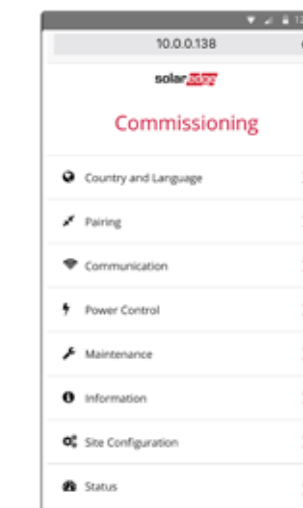 10.0.0.138
solaredge
Commissioning
Country and Language
Pairing
Communication
Power Control
Maintenance
Information
Site Configuration
Status